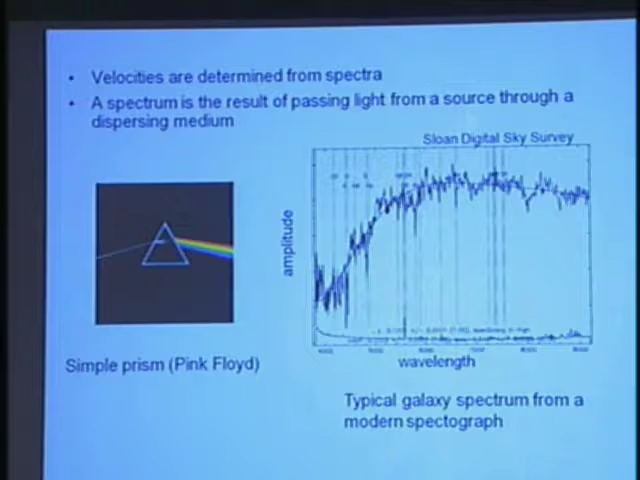 • Velocities are determined from spectra
• A spectrum is the result of passing light from a source through a
dispersing medium
Sloan Digital Sky Survey
amplitude
wavelength
Simple prism (Pink Floyd)
Typical galaxy spectrum from a
modern spectograph